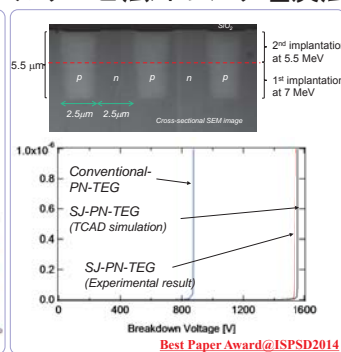 SiO₂
2nd implantation
at 5.5 MeV
5.5 μm
p n p n p
1st implantation
at 7 MeV
2.5μm 2.5μm
Cross-sectional SEM image
1.0x10⁻⁶
0.8
0.6
0.4
0.2
0.0
Conventional-
PN-TEG
SJ-PN-TEG
(TCAD simulation)
SJ-PN-TEG
(Experimental result)
0 400 800 1200 1600
Breakdown Voltage [V]
Best Paper Award@ISPSD2014